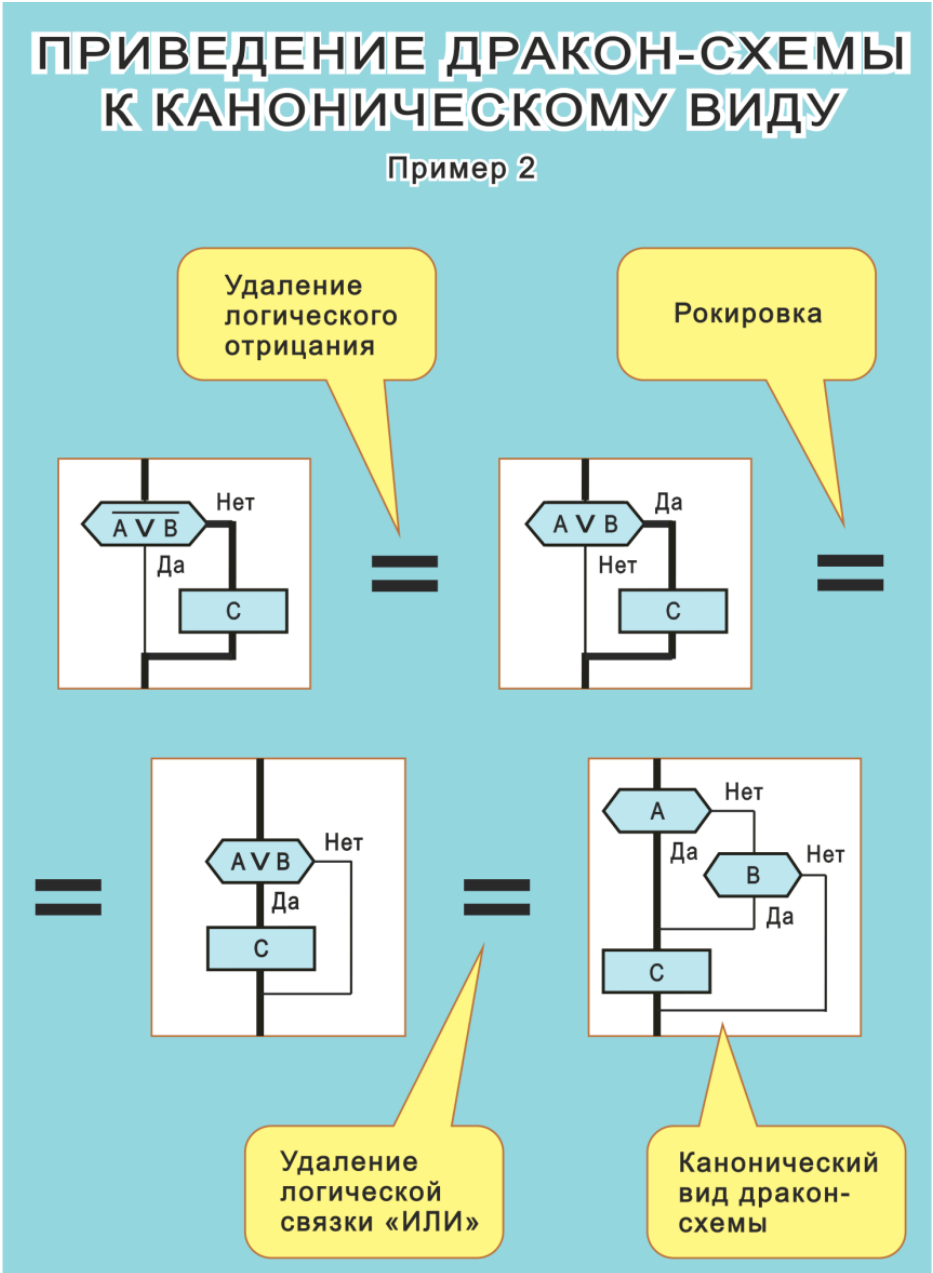 ПРИВЕДЕНИЕ ДРАКОН-СХЕМЫ
К КАНОНИЧЕСКОМУ ВИДУ
Пример 2
Удаление
логического
отрицания
Рокировка
Нет
A V B
Да
C
=
Да
A V B
Нет
C
=
=
A V B
Нет
Да
C
=
A
Нет
Да
B
Нет
Да
C
Удаление
логической
связки «ИЛИ»
Канонический
вид дракон-
схемы